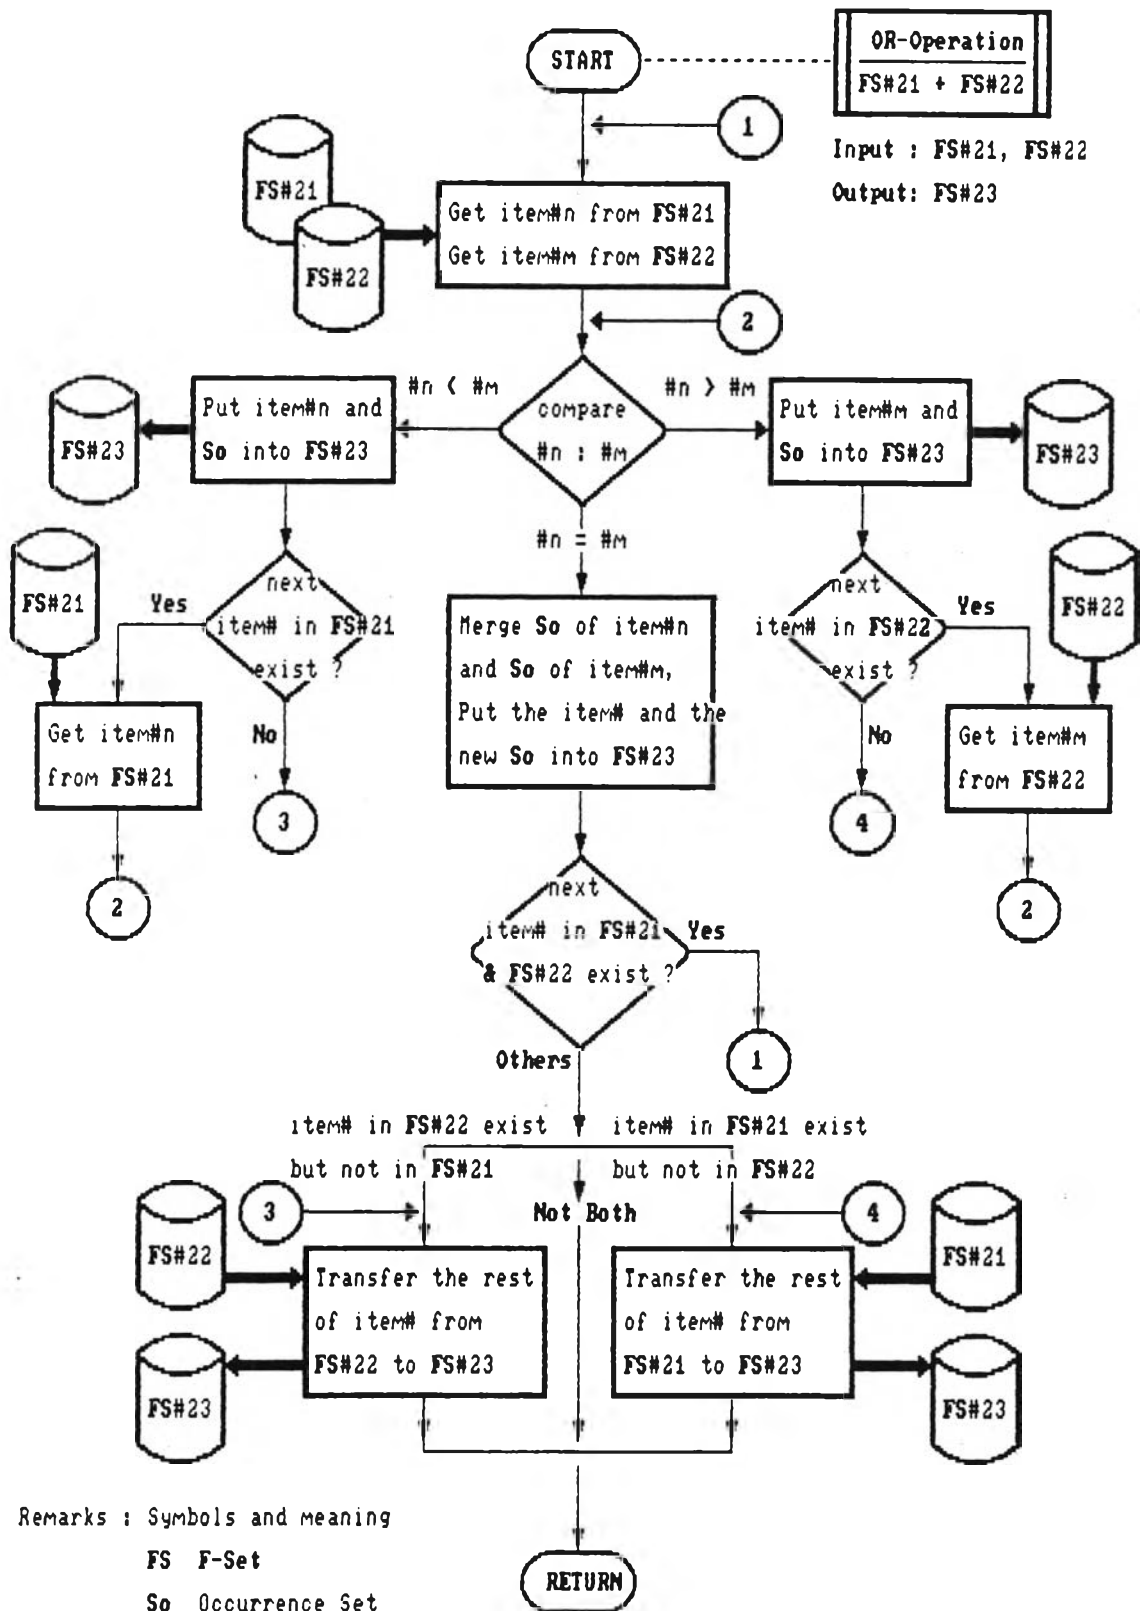 START
OR-Operation
FS#21 + FS#22
1
Input : FS#21, FS#22
Output: FS#23
FS#21
FS#22
Get item#n from FS#21
Get item#m from FS#22
2
#n < #m
#n > #m
compare
#n : #m
FS#23
Put item#n and
So into FS#23
Put item#m and
So into FS#23
FS#23
#n = #m
FS#21
Yes
next
item# in FS#21
exist ?
No
Get item#n
from FS#21
3
2
Merge So of item#n
and So of item#m,
Put the item# and the
new So into FS#23
next
item# in FS#22
exist ?
Yes
FS#22
No
Get item#m
from FS#22
4
2
next
item# in FS#21
& FS#22 exist ?
Yes
1
Others
item# in FS#22 exist
but not in FS#21
item# in FS#21 exist
but not in FS#22
Not Both
3
4
FS#22
Transfer the rest
of item# from
FS#22 to FS#23
FS#23
Transfer the rest
of item# from
FS#21 to FS#23
FS#21
FS#23
Remarks : Symbols and meaning
FS F-Set
So Occurrence Set
RETURN